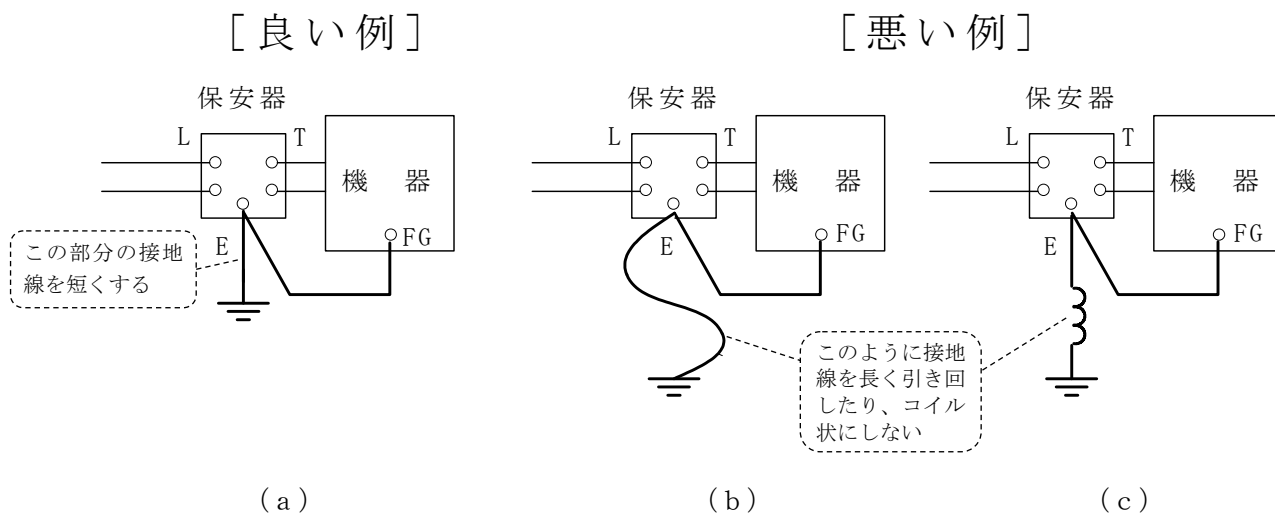 [良い例]
[悪い例]
保安器
L
T
機 器
E
FG
この部分の接地
線を短くする
保安器
L
T
機 器
E
FG
保安器
L
T
機 器
E
FG
このように接地
線を長く引き回
したり、コイル
状にしない
(a)
(b)
(c)